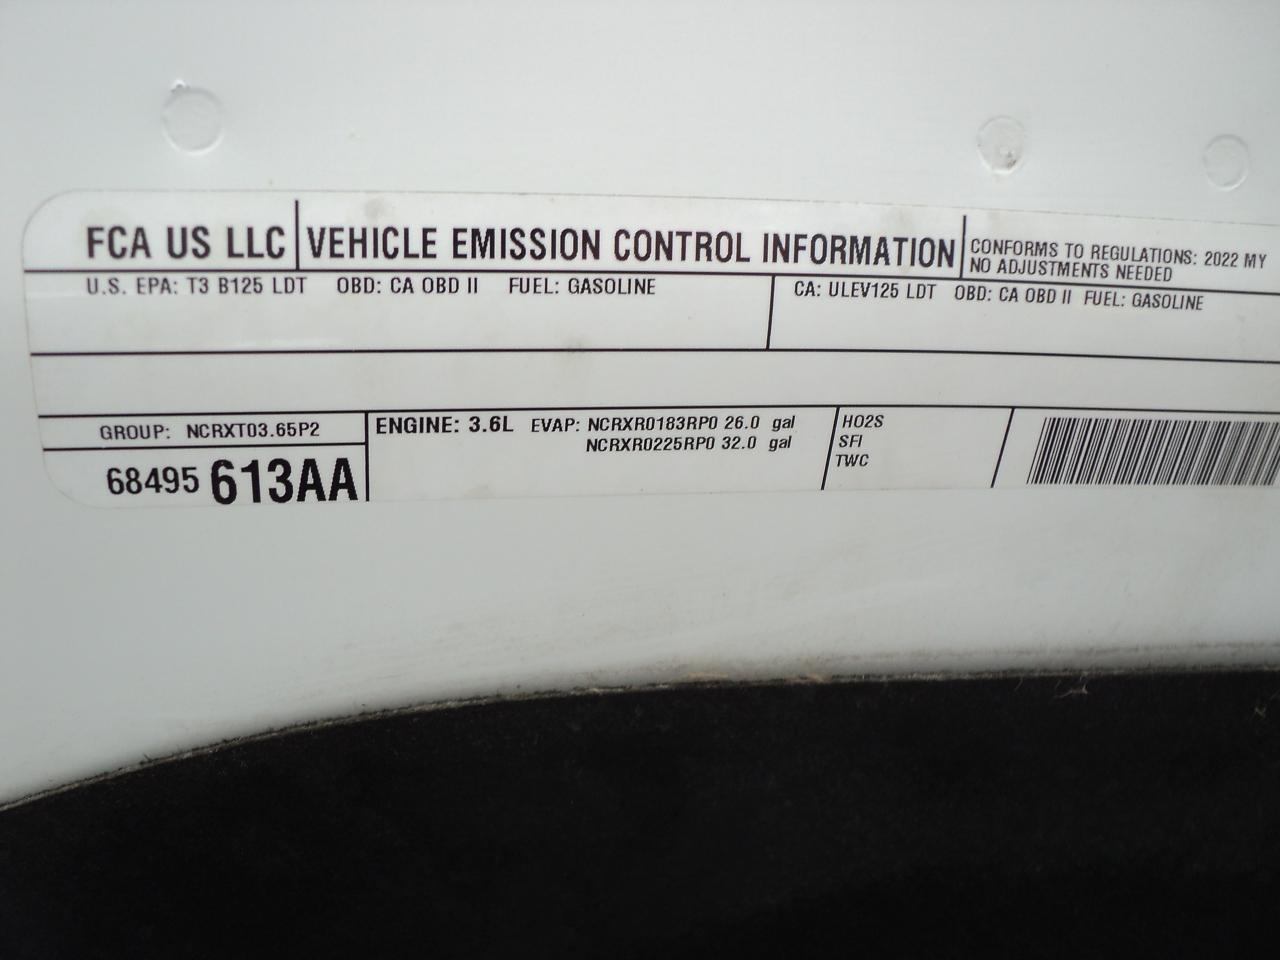 FCA US LLC VEHICLE EMISSION CONTROL INFORMATION CONFORMS TO REGULATIONS: 2022 MY
NO ADJUSTMENTS NEEDED
U.S. EPA: T3 B125 LDT OBD: CA OBD II FUEL: GASOLINE
CA: ULEV125 LDT OBD: CA OBD II FUEL: GASOLINE
GROUP: NCRXT03.65P2
68495 613AA
ENGINE: 3.6L EVAP: NCRXR0183RP0 26.0 gal
NCRXR0225RP0 32.0 gal
HO2S
SFI
TWC